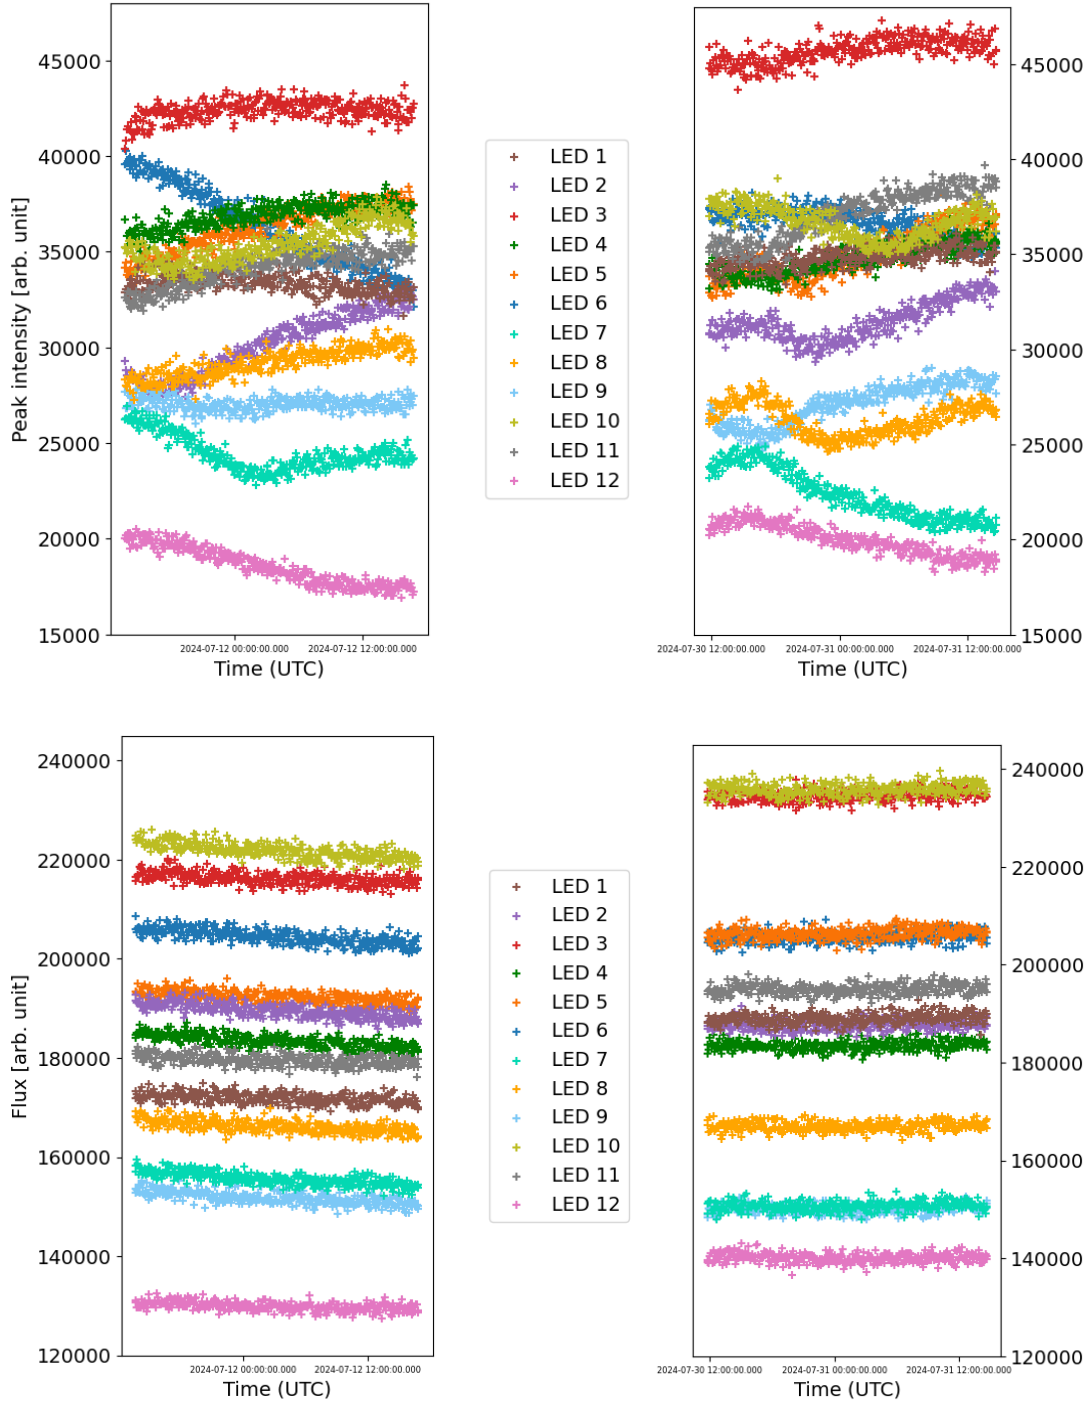 45000
40000
35000
30000
25000
20000
15000
Peak intensity [arb. unit]
2024-07-12 00:00:00.000
2024-07-12 12:00:00.000
Time (UTC)
LED 1
LED 2
LED 3
LED 4
LED 5
LED 6
LED 7
LED 8
LED 9
LED 10
LED 11
LED 12
45000
40000
35000
30000
25000
20000
15000
2024-07-30 12:00:00.000
2024-07-31 00:00:00.000
2024-07-31 12:00:00.000
Time (UTC)
240000
220000
200000
180000
160000
140000
120000
Flux [arb. unit]
2024-07-12 00:00:00.000
2024-07-12 12:00:00.000
Time (UTC)
LED 1
LED 2
LED 3
LED 4
LED 5
LED 6
LED 7
LED 8
LED 9
LED 10
LED 11
LED 12
240000
220000
200000
180000
160000
140000
120000
2024-07-30 12:00:00.000
2024-07-31 00:00:00.000
2024-07-31 12:00:00.000
Time (UTC)